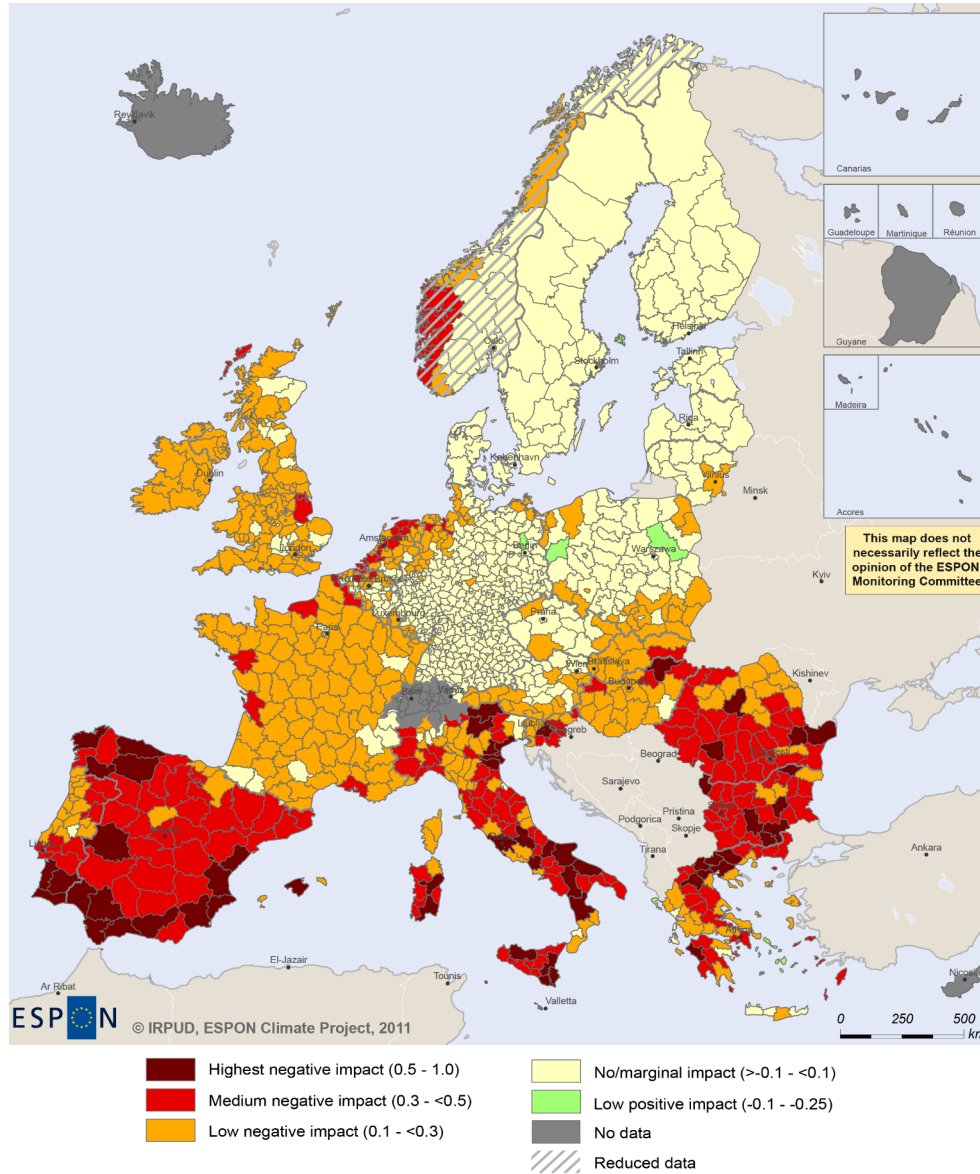 Reykjavik
Canarias
Guadeloupe
Martinique
Réunion
Guyane
Madeira
Acores
Oslo
Helsinki
Stockholm
Tallinn
Riga
København
Vilnius
Minsk
Dublin
London
Amsterdam
Berlin
Warszawa
This map does not
necessarily reflect the
opinion of the ESPON
Monitoring Committee
Kyiv
Luxembourg
Paris
Praha
Wien
Bratislava
Budapest
Kishinev
Bern
Vaduz
Ljubljana
Zagreb
Beograd
Sarajevo
Pristina
Podgorica
Skopje
Tirana
Ankara
El-Jazair
Tounis
Ar Ribat
Valletta
Nicosia
ESPON
© IRPUD, ESPON Climate Project, 2011
0 250 500
km
Highest negative impact (0.5 - 1.0)
Medium negative impact (0.3 - <0.5)
Low negative impact (0.1 - <0.3)
No/marginal impact (>-0.1 - <0.1)
Low positive impact (-0.1 - -0.25)
No data
Reduced data